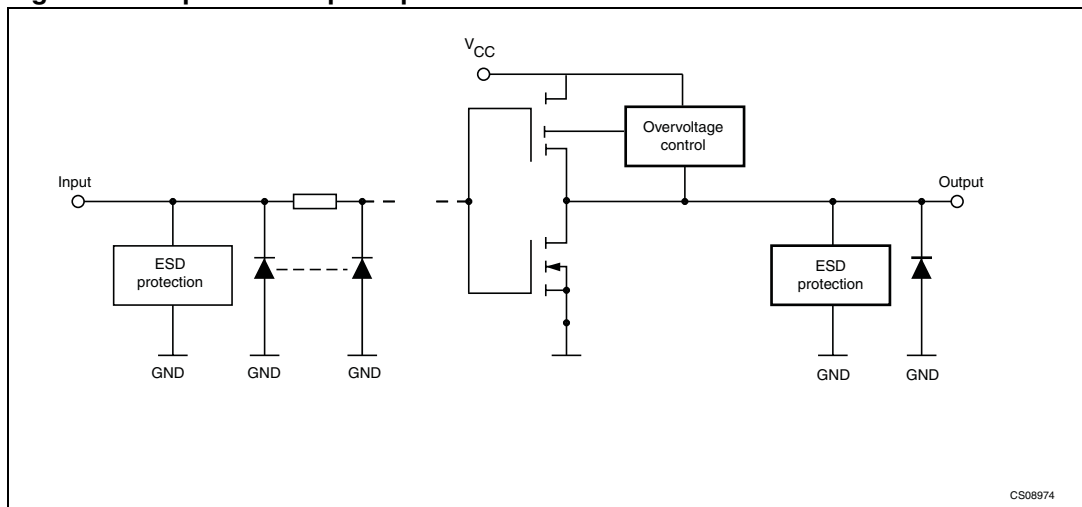 VCC
Overvoltage
control
Input
Output
ESD
protection
ESD
protection
GND
GND
GND
GND
GND
CS08974